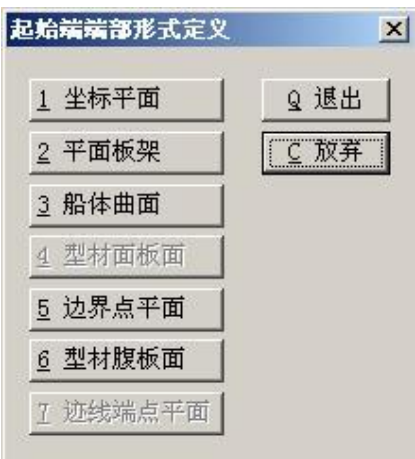 起始端端部形式定义
1 坐标平面
Q 退出
2 平面板架
C 放弃
3 船体曲面
4 型材面板面
5 边界点平面
6 型材腹板面
7 迹线端点平面